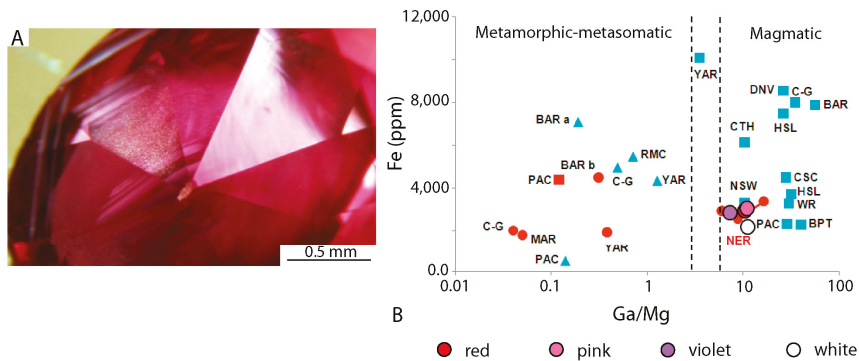 A
0.5 mm
B
Fe (ppm)
12,000
8,000
4,000
0.0
Metamorphic-metasomatic
Magmatic
YAR
DNV
C-G
BAR
HSL
BAR a
CTH
RMC
BAR b
C-G
YAR
PAC
CSC
HSL
NSW
WR
C-G
MAR
YAR
PAC
NER
PAC
BPT
0.01
0.1
1
10
100
Ga/Mg
red
pink
violet
white